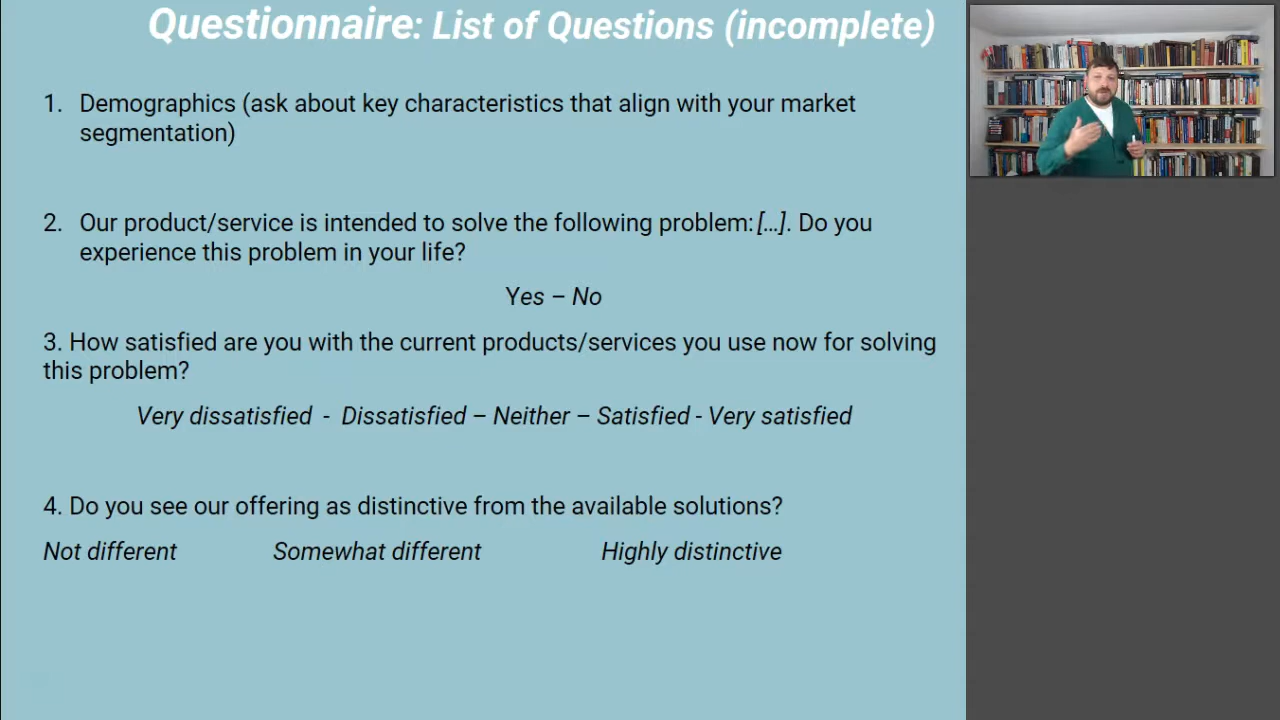 Questionnaire: List of Questions (incomplete)
1. Demographics (ask about key characteristics that align with your market
segmentation)
2. Our product/service is intended to solve the following problem:[...]. Do you
experience this problem in your life?
Yes – No
3. How satisfied are you with the current products/services you use now for solving
this problem?
Very dissatisfied - Dissatisfied – Neither – Satisfied - Very satisfied
4. Do you see our offering as distinctive from the available solutions?
Not different Somewhat different Highly distinctive